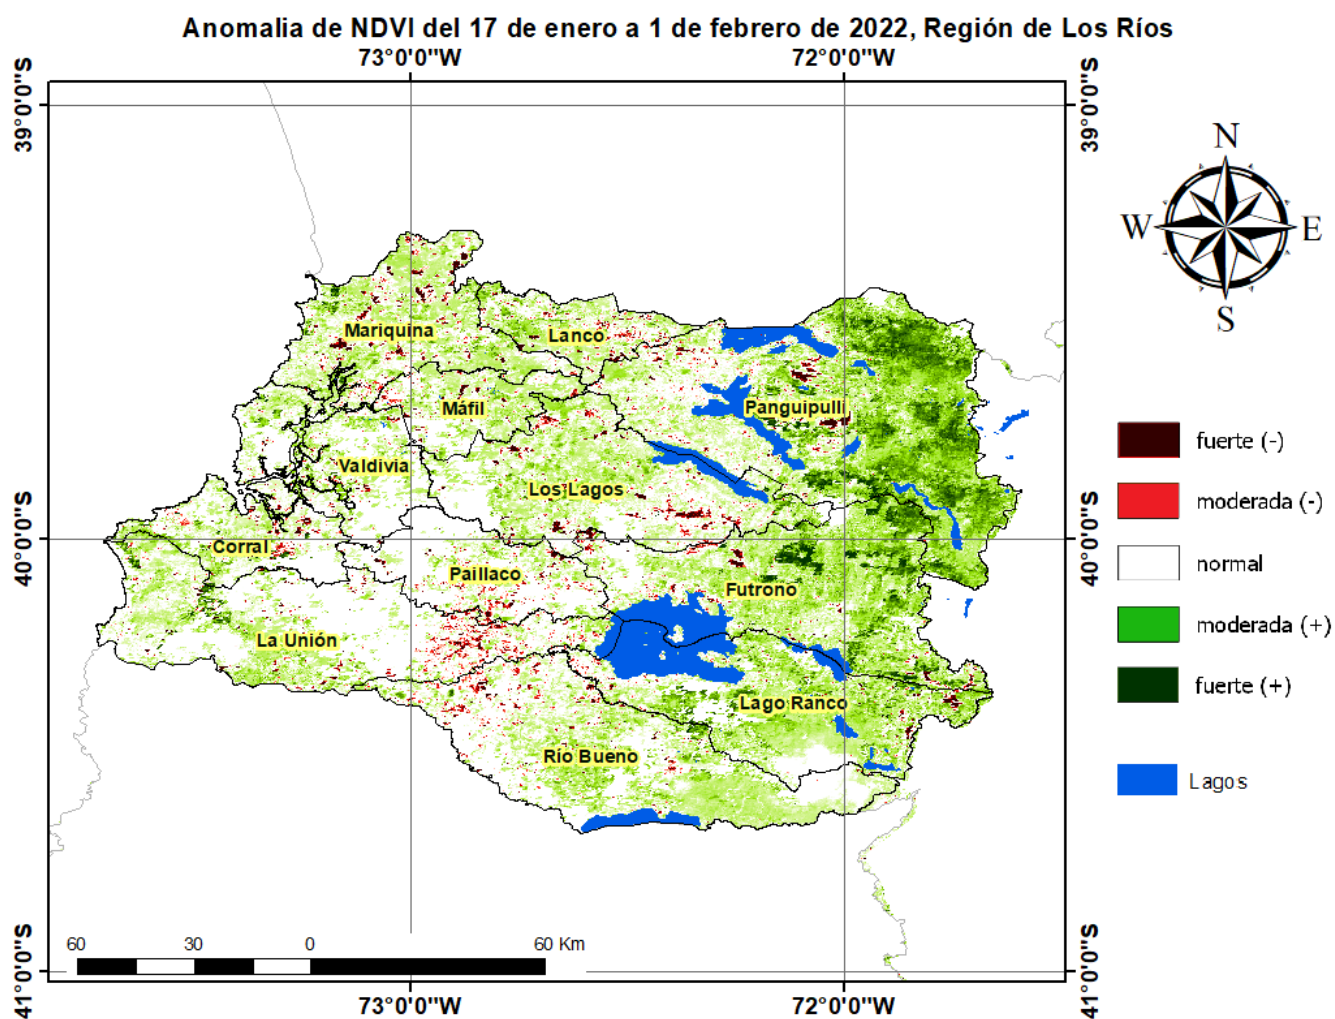 Anomalia de NDVI del 17 de enero a 1 de febrero de 2022, Región de Los Ríos
73°0'0"W
72°0'0"W
39°0'0"S
39°0'0"S
N
W
E
S
Mariquina
Lanco
Panguipulli
Máfil
Valdivia
Los Lagos
Corral
Paillaco
Futrono
La Unión
Lago Ranco
Río Bueno
40°0'0"S
40°0'0"S
fuerte (-)
moderada (-)
normal
moderada (+)
fuerte (+)
Lagos
60
30
0
60 Km
41°0'0"S
41°0'0"S
73°0'0"W
72°0'0"W